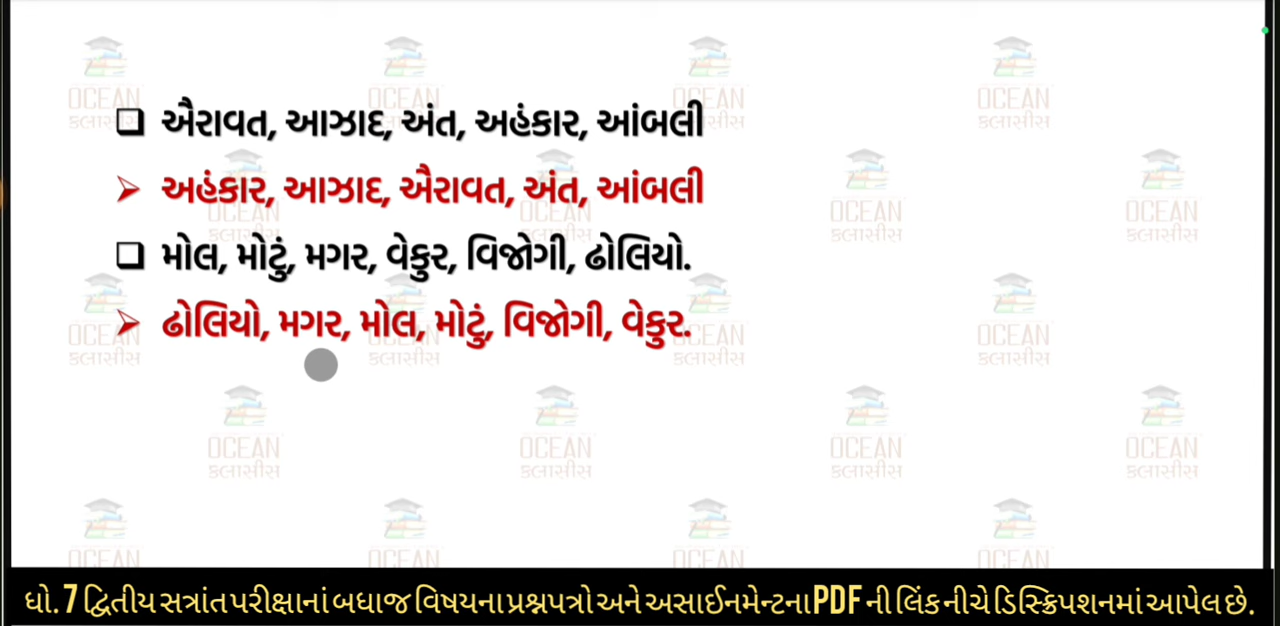 ❑ ઐરાવત, આઝાદ, અંત, અહંકાર, આંબલી
➢ અહંકાર, આઝાદ, ઐરાવત, અંત, આંબલી
❑ મોલ, મોટું, મગર, વેકુર, વિજોગી, ઢોલિયો.
➢ ઢોલિયો, મગર, મોલ, મોટું, વિજોગી, વેકુર.
OCEAN
ક્લાસીસ
ધો. 7 દ્વિતીય સત્રાંત પરીક્ષાનાં બધા જ વિષયના પ્રશ્નપત્રો અને અસાઈનમેન્ટના PDF ની લિંક નીચે ડિસ્ક્રિપશનમાં આપેલ છે.